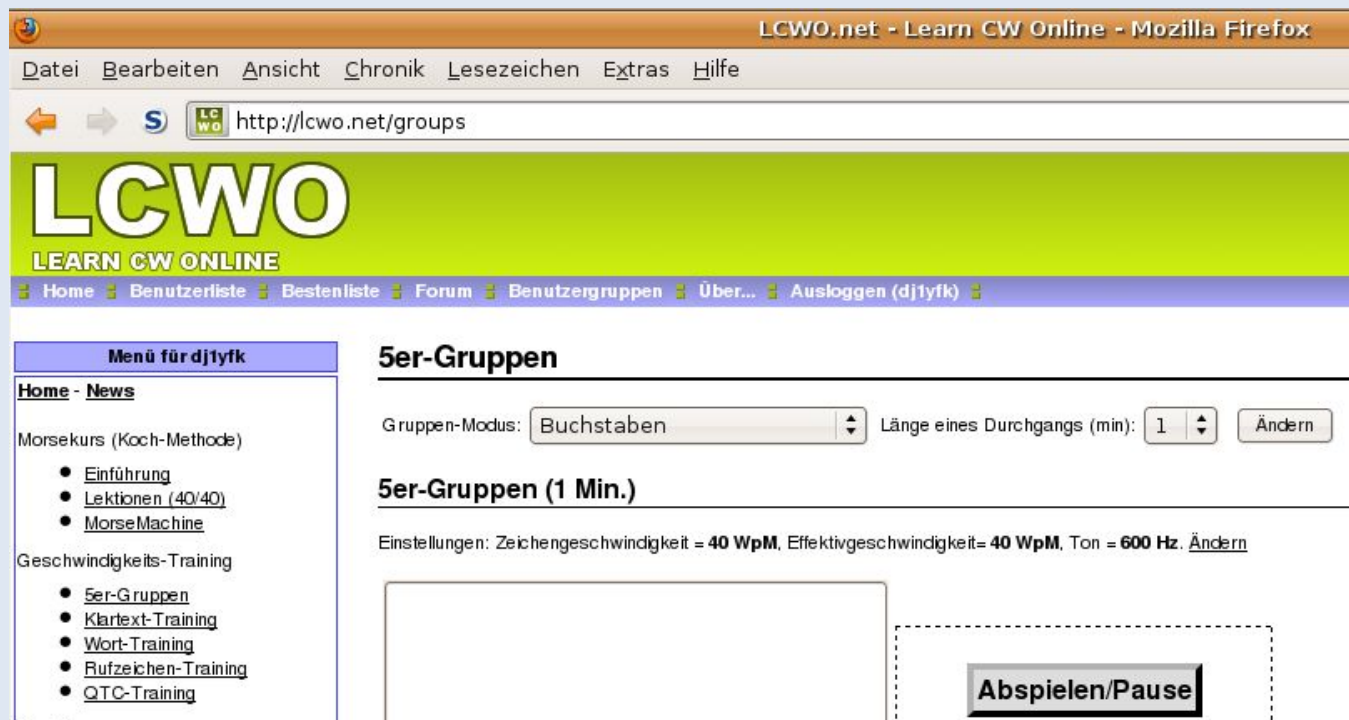 LCWO.net - Learn CW Online - Mozilla Firefox
Datei Bearbeiten Ansicht Chronik Lesezeichen Extras Hilfe
S LC WO http://lcwo.net/groups
LCWO
LEARN CW ONLINE
Home Benutzerliste Bestenliste Forum Benutzergruppen Über... Ausloggen (dj1yfk)
Menü für dj1yfk
Home - News
Morsekurs (Koch-Methode)
Einführung
Lektionen (40/40)
MorseMachine
Geschwindigkeits-Training
5er-Gruppen
Klartext-Training
Wort-Training
Rufzeichen-Training
QTC-Training
5er-Gruppen
Gruppen-Modus: Buchstaben Länge eines Durchgangs (min): 1 Ändern
5er-Gruppen (1 Min.)
Einstellungen: Zeichengeschwindigkeit = 40 WpM, Effektivgeschwindigkeit= 40 WpM, Ton = 600 Hz. Ändern
Abspielen/Pause